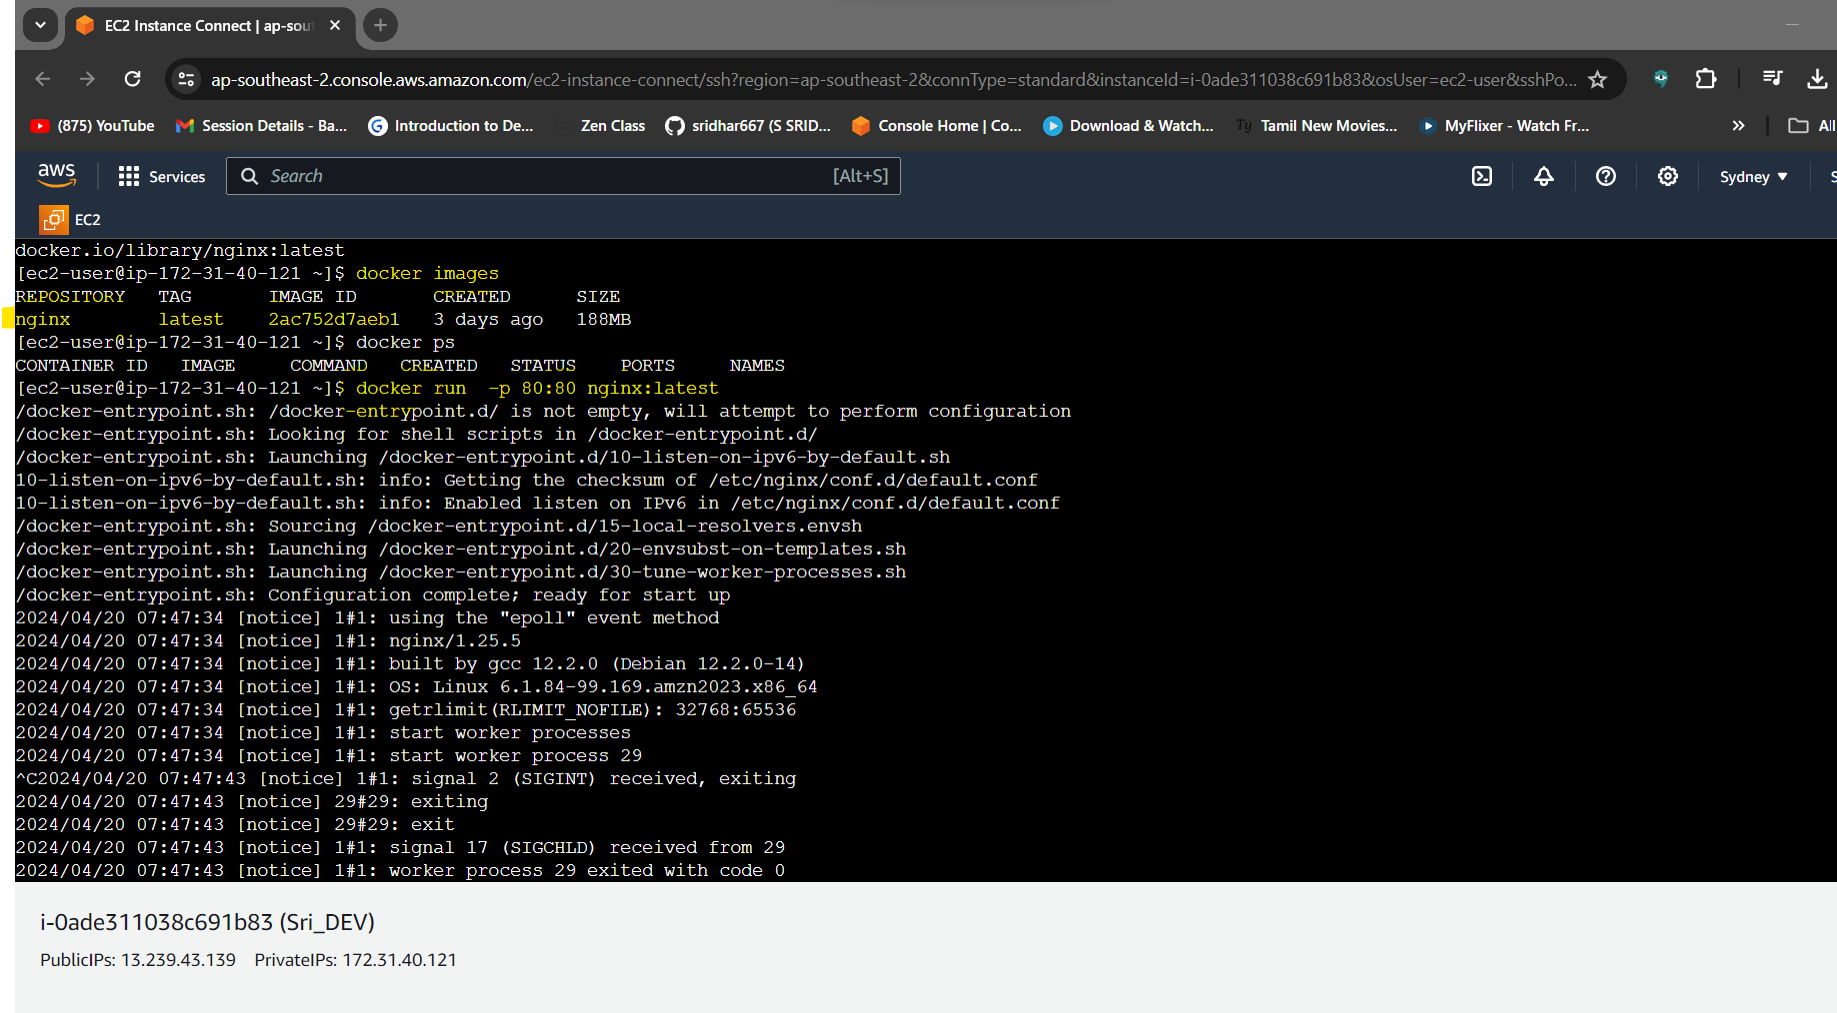 EC2 Instance Connect | ap-sou
ap-southeast-2.console.aws.amazon.com/ec2-instance-connect/ssh?region=ap-southeast-2&connType=standard&instanceId=i-0ade311038c691b83&osUser=ec2-user&sshPo...
(875) YouTube Session Details - Ba... Introduction to De... Zen Class sridhar667 (S SRID... Console Home | Co... Download & Watch... Ty Tamil New Movies... MyFlixer - Watch Fr... » All
aws Services Search [Alt+S] Sydney S
EC2
docker.io/library/nginx:latest
[ec2-user@ip-172-31-40-121 ~]$ docker images
REPOSITORY TAG IMAGE ID CREATED SIZE
nginx latest 2ac752d7aeb1 3 days ago 188MB
[ec2-user@ip-172-31-40-121 ~]$ docker ps
CONTAINER ID IMAGE COMMAND CREATED STATUS PORTS NAMES
[ec2-user@ip-172-31-40-121 ~]$ docker run -p 80:80 nginx:latest
/docker-entrypoint.sh: /docker-entrypoint.d/ is not empty, will attempt to perform configuration
/docker-entrypoint.sh: Looking for shell scripts in /docker-entrypoint.d/
/docker-entrypoint.sh: Launching /docker-entrypoint.d/10-listen-on-ipv6-by-default.sh
10-listen-on-ipv6-by-default.sh: info: Getting the checksum of /etc/nginx/conf.d/default.conf
10-listen-on-ipv6-by-default.sh: info: Enabled listen on IPv6 in /etc/nginx/conf.d/default.conf
/docker-entrypoint.sh: Sourcing /docker-entrypoint.d/15-local-resolvers.envsh
/docker-entrypoint.sh: Launching /docker-entrypoint.d/20-envsubst-on-templates.sh
/docker-entrypoint.sh: Launching /docker-entrypoint.d/30-tune-worker-processes.sh
/docker-entrypoint.sh: Configuration complete; ready for start up
2024/04/20 07:47:34 [notice] 1#1: using the "epoll" event method
2024/04/20 07:47:34 [notice] 1#1: nginx/1.25.5
2024/04/20 07:47:34 [notice] 1#1: built by gcc 12.2.0 (Debian 12.2.0-14)
2024/04/20 07:47:34 [notice] 1#1: OS: Linux 6.1.84-99.169.amzn2023.x86_64
2024/04/20 07:47:34 [notice] 1#1: getrlimit(RLIMIT_NOFILE): 32768:65536
2024/04/20 07:47:34 [notice] 1#1: start worker processes
2024/04/20 07:47:34 [notice] 1#1: start worker process 29
^C2024/04/20 07:47:43 [notice] 1#1: signal 2 (SIGINT) received, exiting
2024/04/20 07:47:43 [notice] 29#29: exiting
2024/04/20 07:47:43 [notice] 29#29: exit
2024/04/20 07:47:43 [notice] 1#1: signal 17 (SIGCHLD) received from 29
2024/04/20 07:47:43 [notice] 1#1: worker process 29 exited with code 0
i-0ade311038c691b83 (Sri_DEV)
PublicIPs: 13.239.43.139 PrivateIPs: 172.31.40.121